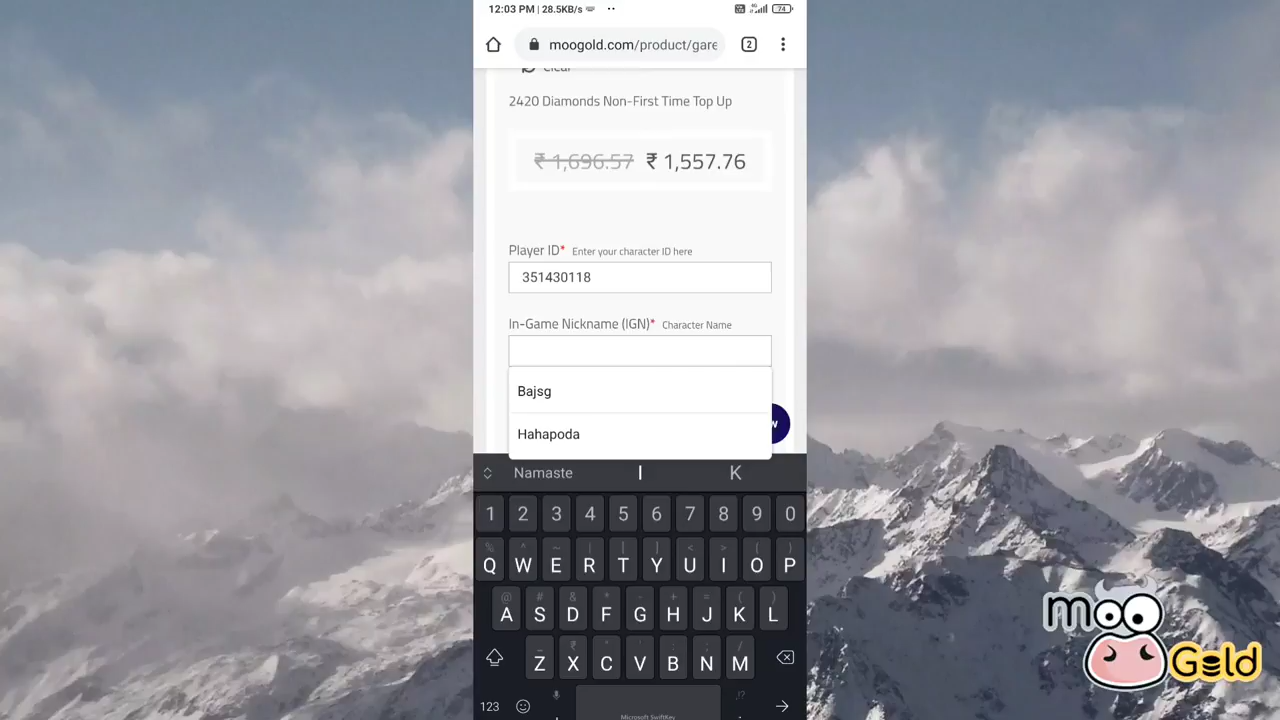 12:03 PM | 28.5KB/s
4G
74
moogold.com/product/gare
2
Clear
2420 Diamonds Non-First Time Top Up
₹ 1,696.57 ₹ 1,557.76
Player ID* Enter your character ID here
351430118
In-Game Nickname (IGN)* Character Name
Bajsg
Hahapoda
w
Namaste I K
1 2 3 4 5 6 7 8 9 0
Q W E R T Y U I O P
A S D F G H J K L
Z X C V B N M
123
Microsoft SwiftKey
moo
Gold